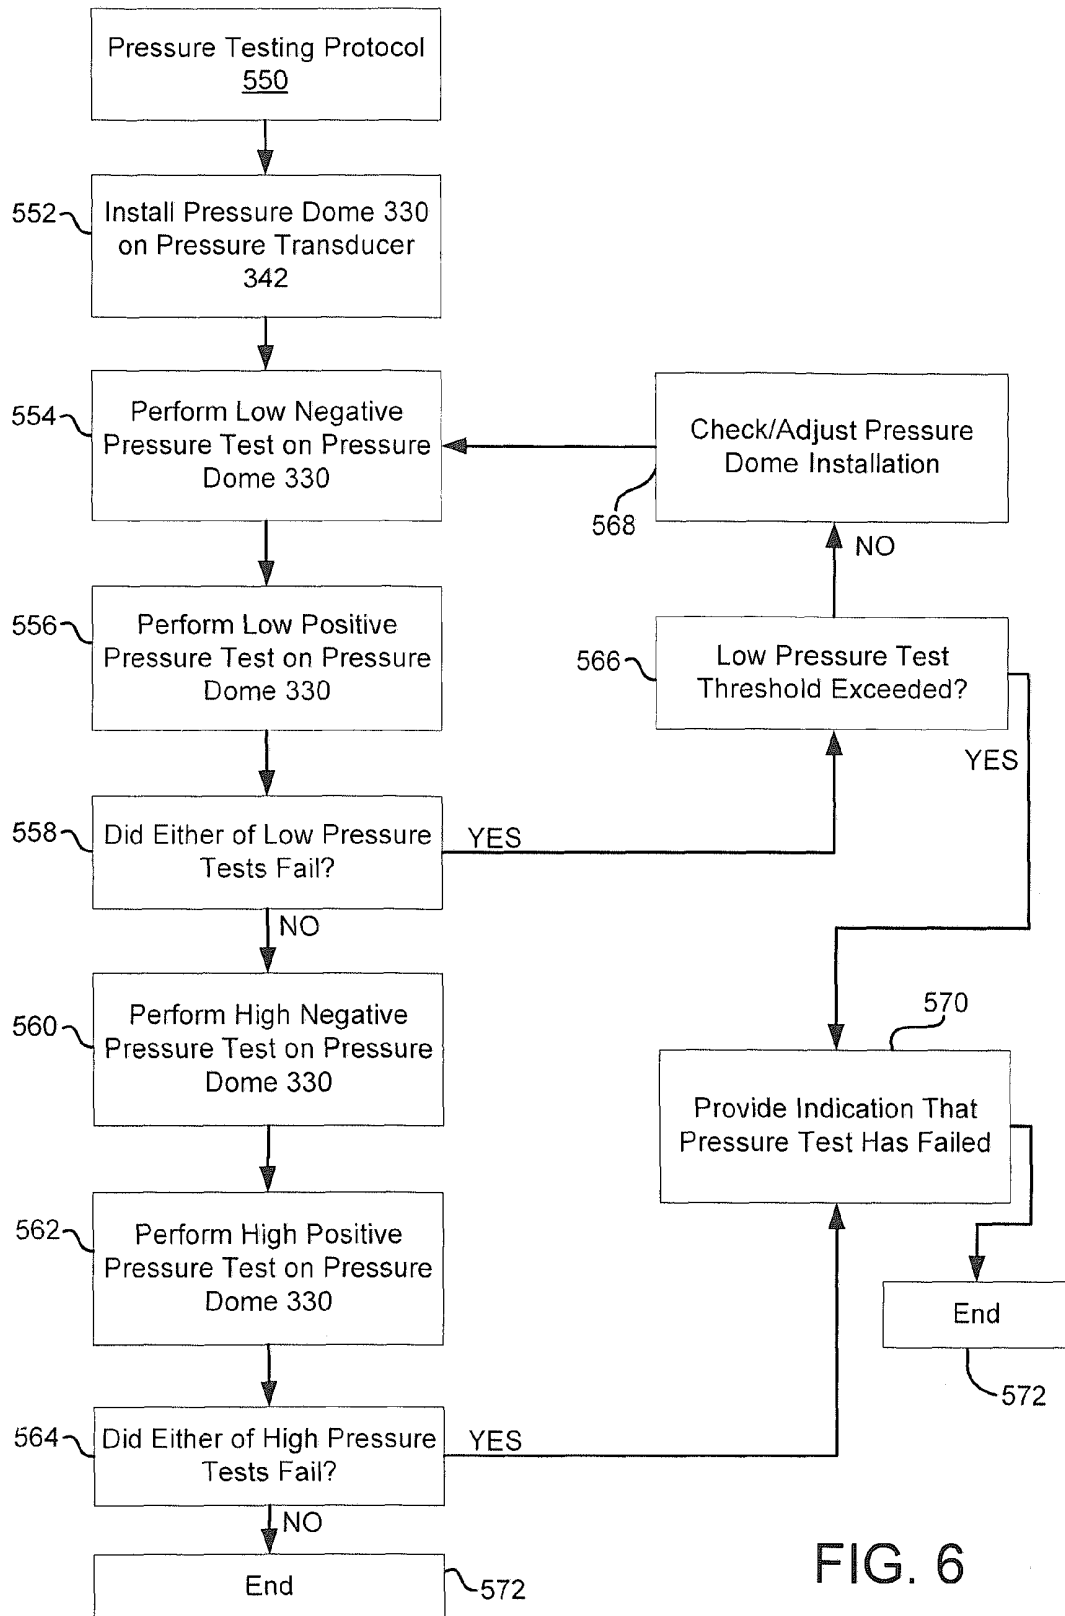 Pressure Testing Protocol
550
552
Install Pressure Dome 330
on Pressure Transducer
342
554
Perform Low Negative
Pressure Test on Pressure
Dome 330
Check/Adjust Pressure
Dome Installation
568
NO
556
Perform Low Positive
Pressure Test on Pressure
Dome 330
566
Low Pressure Test
Threshold Exceeded?
YES
558
Did Either of Low Pressure
Tests Fail?
YES
NO
560
Perform High Negative
Pressure Test on Pressure
Dome 330
570
Provide Indication That
Pressure Test Has Failed
562
Perform High Positive
Pressure Test on Pressure
Dome 330
End
572
564
Did Either of High Pressure
Tests Fail?
YES
NO
End
572
FIG. 6